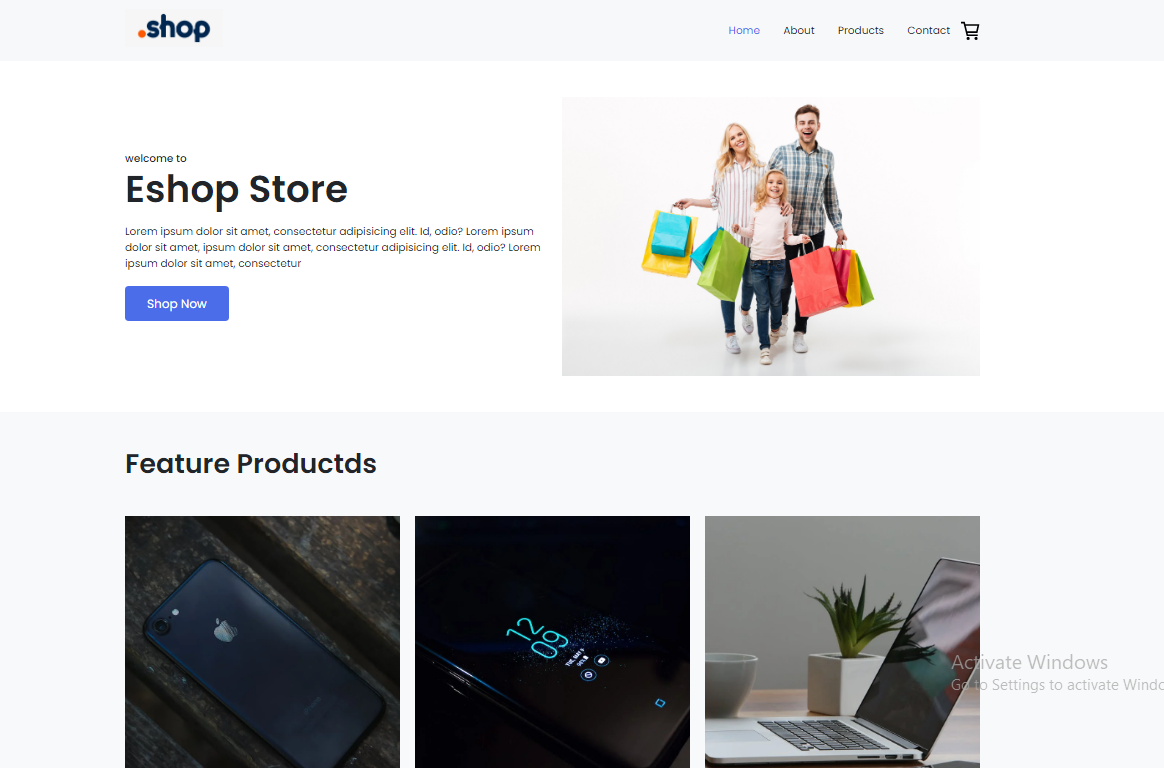 .shop
Home About Products Contact
welcome to
Eshop Store
Lorem ipsum dolor sit amet, consectetur adipisicing elit. Id, odio? Lorem ipsum
dolor sit amet, ipsum dolor sit amet, consectetur adipisicing elit. Id, odio? Lorem
ipsum dolor sit amet, consectetur
Shop Now
Feature Productds
12
09
Activate Windows
Go to Settings to activate Windo